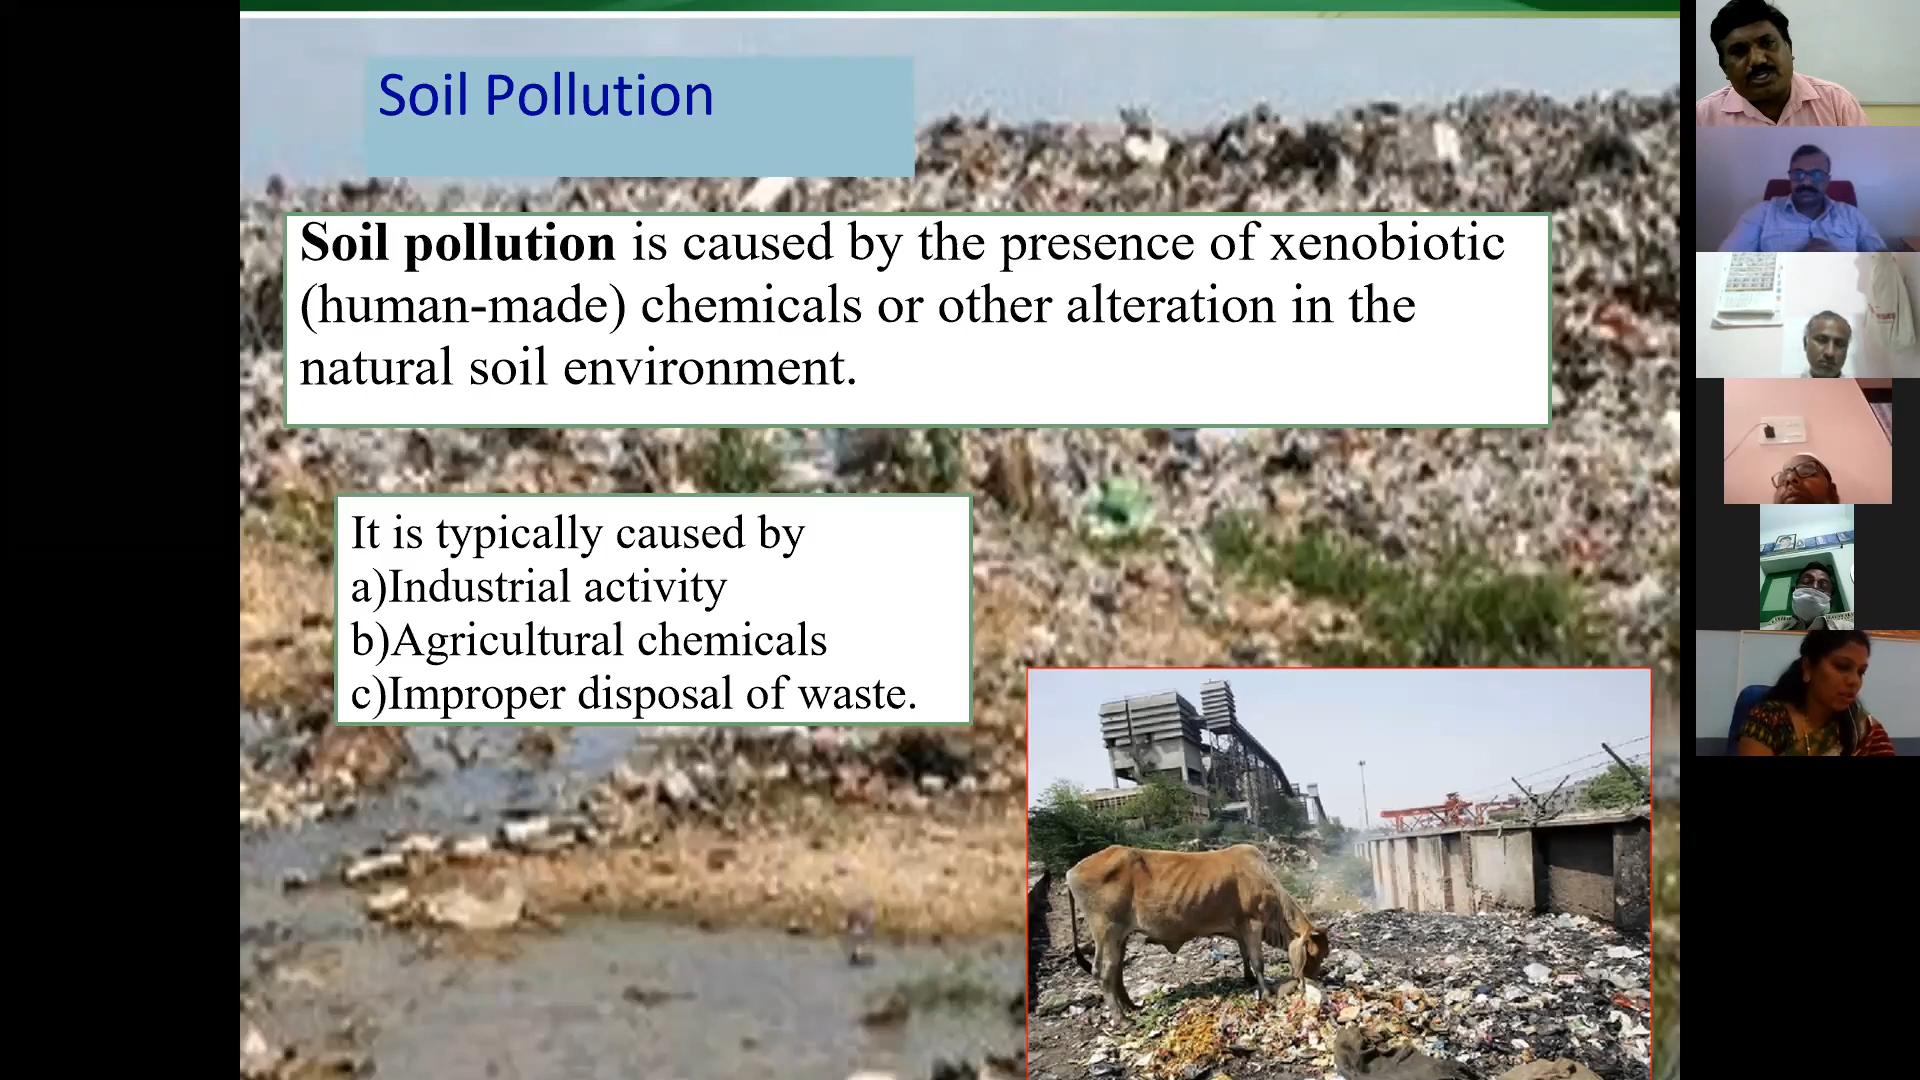 Soil Pollution
Soil pollution is caused by the presence of xenobiotic
(human-made) chemicals or other alteration in the
natural soil environment.
It is typically caused by
a)Industrial activity
b)Agricultural chemicals
c)Improper disposal of waste.